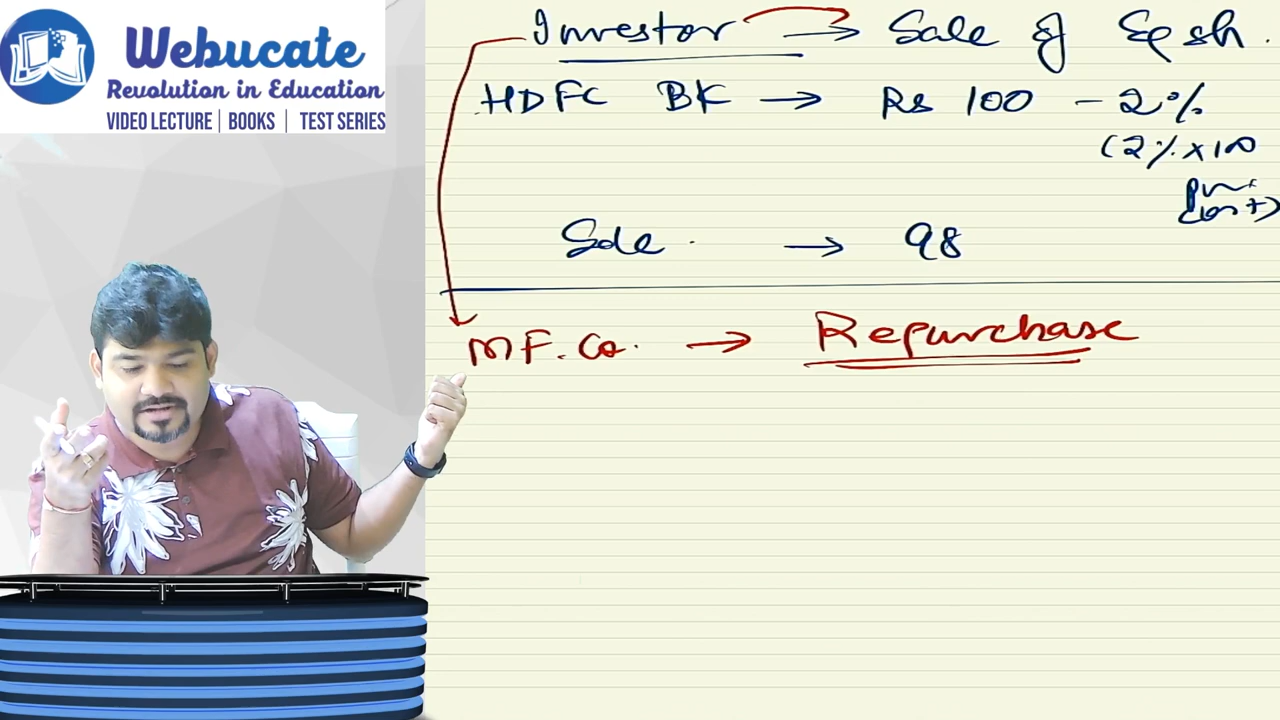 Webucate
Revolution in Education
VIDEO LECTURE | BOOKS | TEST SERIES
Investor → Sale of Eq sh.
HDFC BK → Rs 100 - 2%
(2% x 100
Sale → 98
MF. Co. → Repurchase